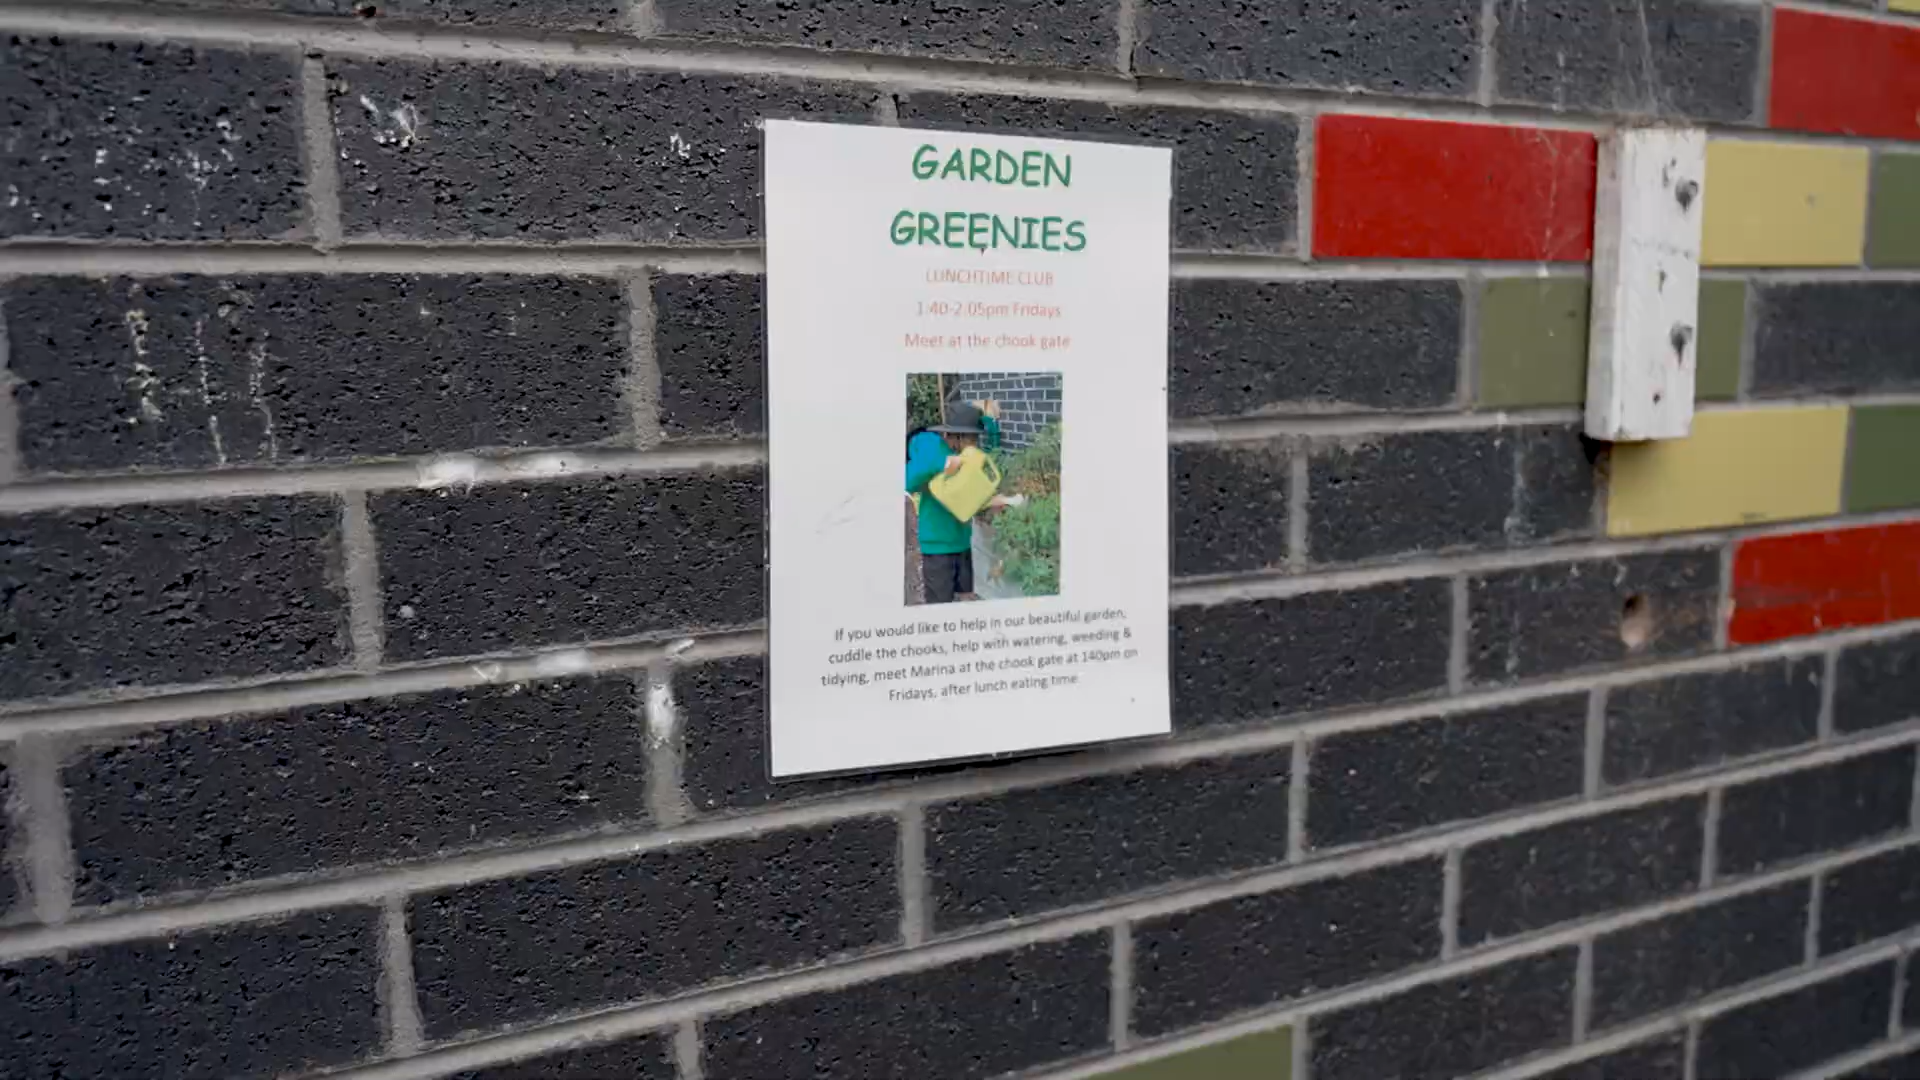 GARDEN
GREENIES
LUNCHTIME CLUB
1.40-2.05pm Fridays
Meet at the chook gate
If you would like to help in our beautiful garden,
cuddle the chooks, help with watering, weeding &
tidying, meet Marina at the chook gate at 140pm on
Fridays, after lunch eating time.